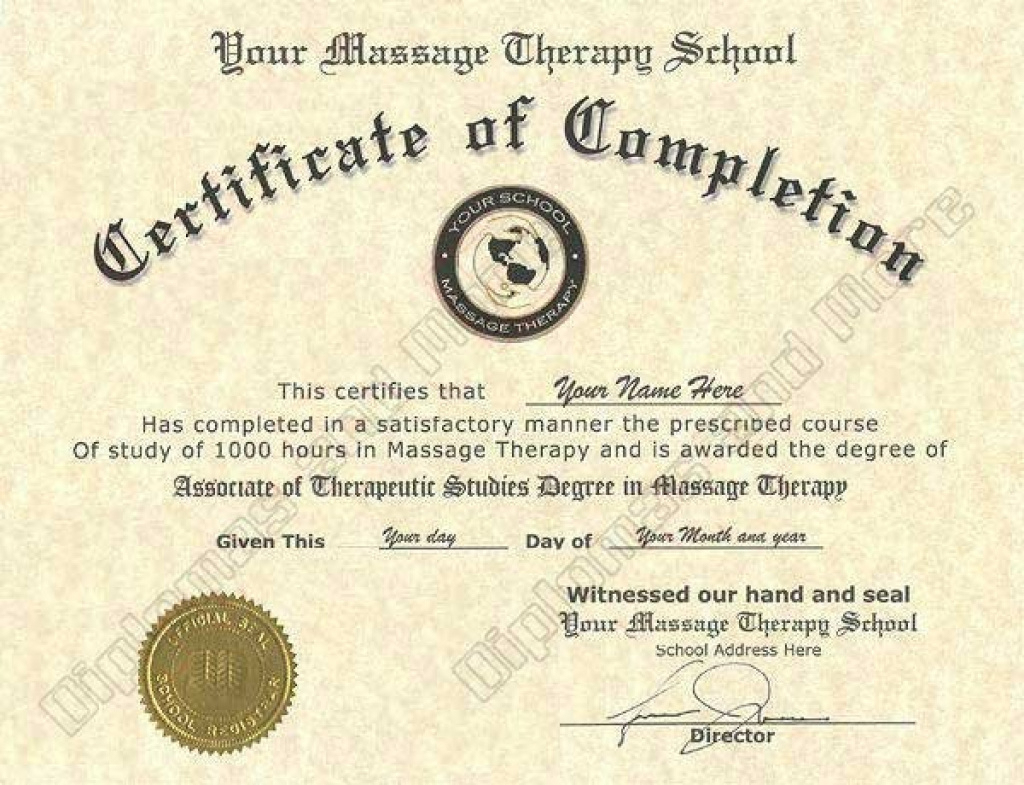 Your Massage Therapy School
Certificate of Completion
YOUR SCHOOL
MASSAGE THERAPY
This certifies that Your Name Here
Has completed in a satisfactory manner the prescribed course
Of study of 1000 hours in Massage Therapy and is awarded the degree of
Associate of Therapeutic Studies Degree in Massage Therapy
Given This Your day Day of Your Month and year
Witnessed our hand and seal
Your Massage Therapy School
School Address Here
Director
OFFICIAL SEAL
SCHOOL REGISTRAR
Diplomas and More
Diplomas and More